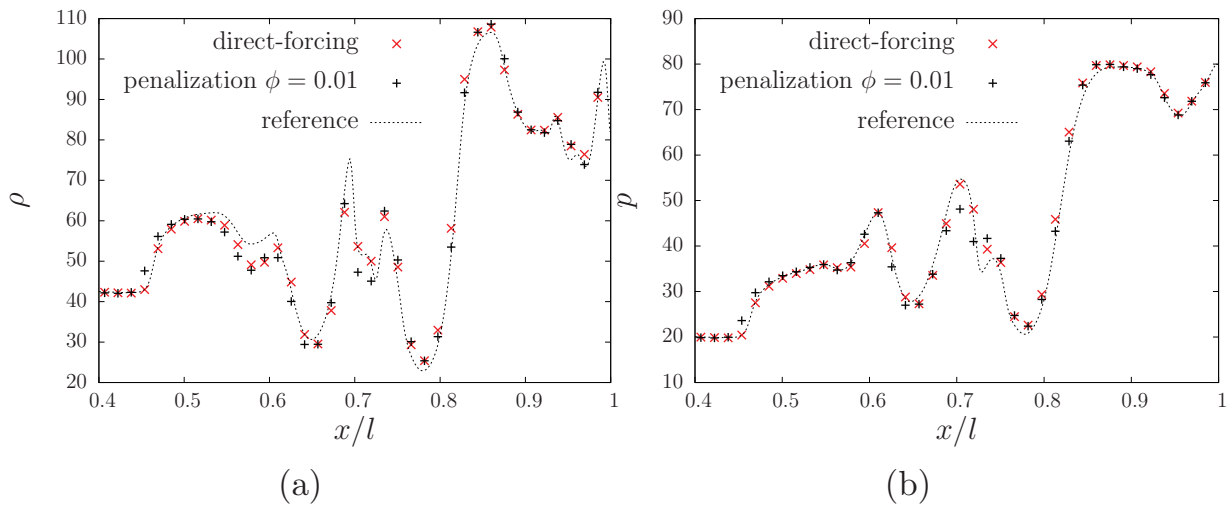 110
100
90
80
70
60
50
40
30
20
ρ
direct-forcing
penalization ϕ = 0.01
reference
0.4 0.5 0.6 0.7 0.8 0.9 1
x/l
(a)
90
80
70
60
50
40
30
20
10
p
direct-forcing
penalization ϕ = 0.01
reference
0.4 0.5 0.6 0.7 0.8 0.9 1
x/l
(b)